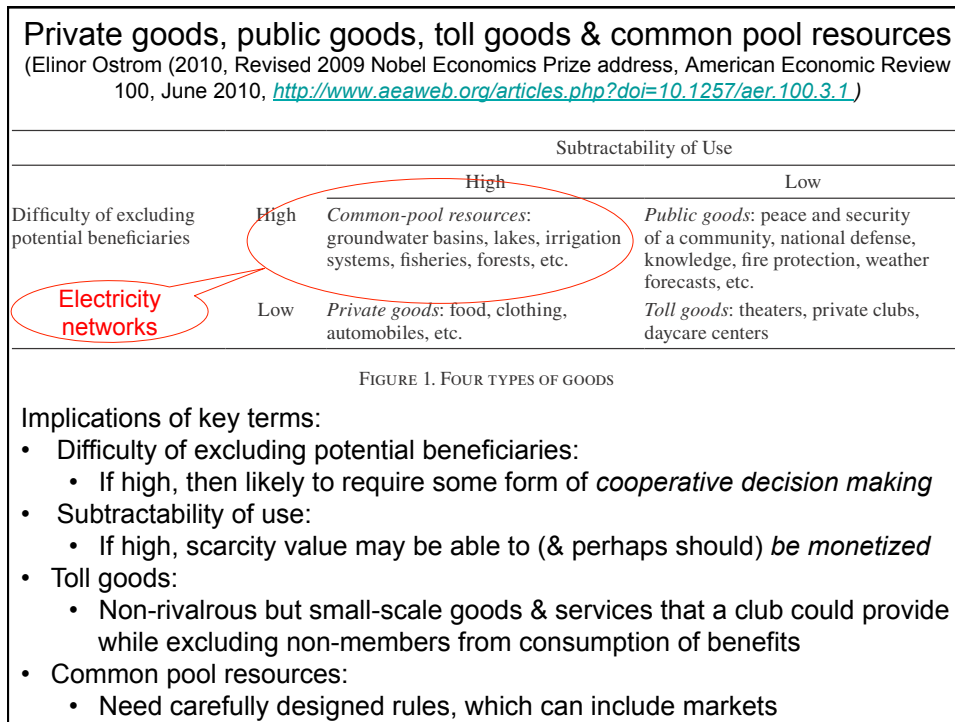 Private goods, public goods, toll goods & common pool resources
(Elinor Ostrom (2010, Revised 2009 Nobel Economics Prize address, American Economic Review
100, June 2010, http://www.aeaweb.org/articles.php?doi=10.1257/aer.100.3.1 )
Subtractability of Use
High Low
Difficulty of excluding High Common-pool resources: Public goods: peace and security
potential beneficiaries groundwater basins, lakes, irrigation of a community, national defense,
systems, fisheries, forests, etc. knowledge, fire protection, weather
forecasts, etc.
Electricity
networks
Low Private goods: food, clothing, Toll goods: theaters, private clubs,
automobiles, etc. daycare centers
FIGURE 1. FOUR TYPES OF GOODS
Implications of key terms:
• Difficulty of excluding potential beneficiaries:
• If high, then likely to require some form of cooperative decision making
• Subtractability of use:
• If high, scarcity value may be able to (& perhaps should) be monetized
• Toll goods:
• Non-rivalrous but small-scale goods & services that a club could provide
while excluding non-members from consumption of benefits
• Common pool resources:
• Need carefully designed rules, which can include markets